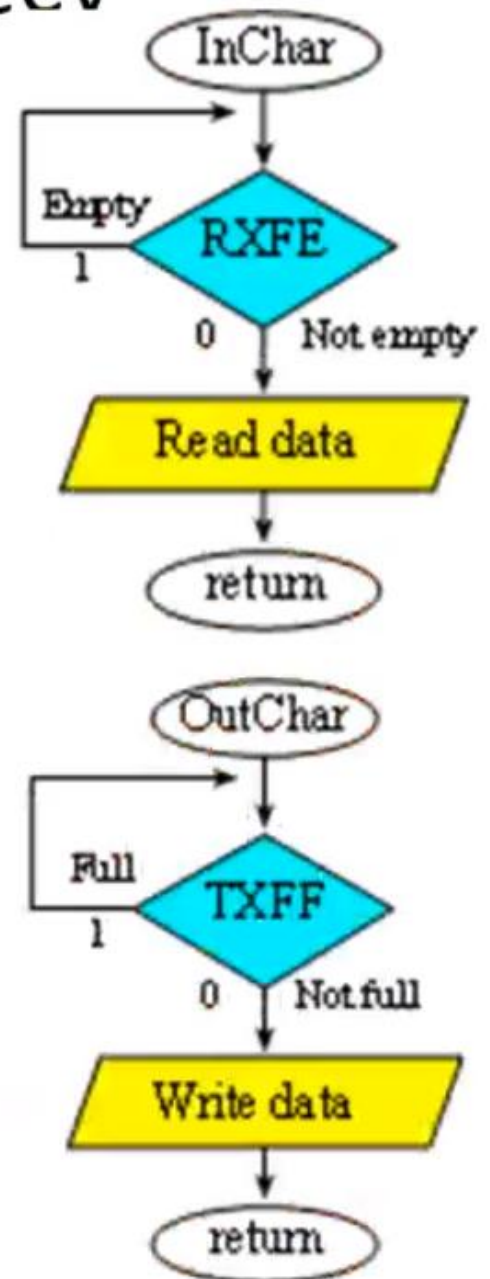 InChar
Empty
RXFE
1
0 Not empty
Read data
return
OutChar
Full
TXFF
1
0 Not full
Write data
return